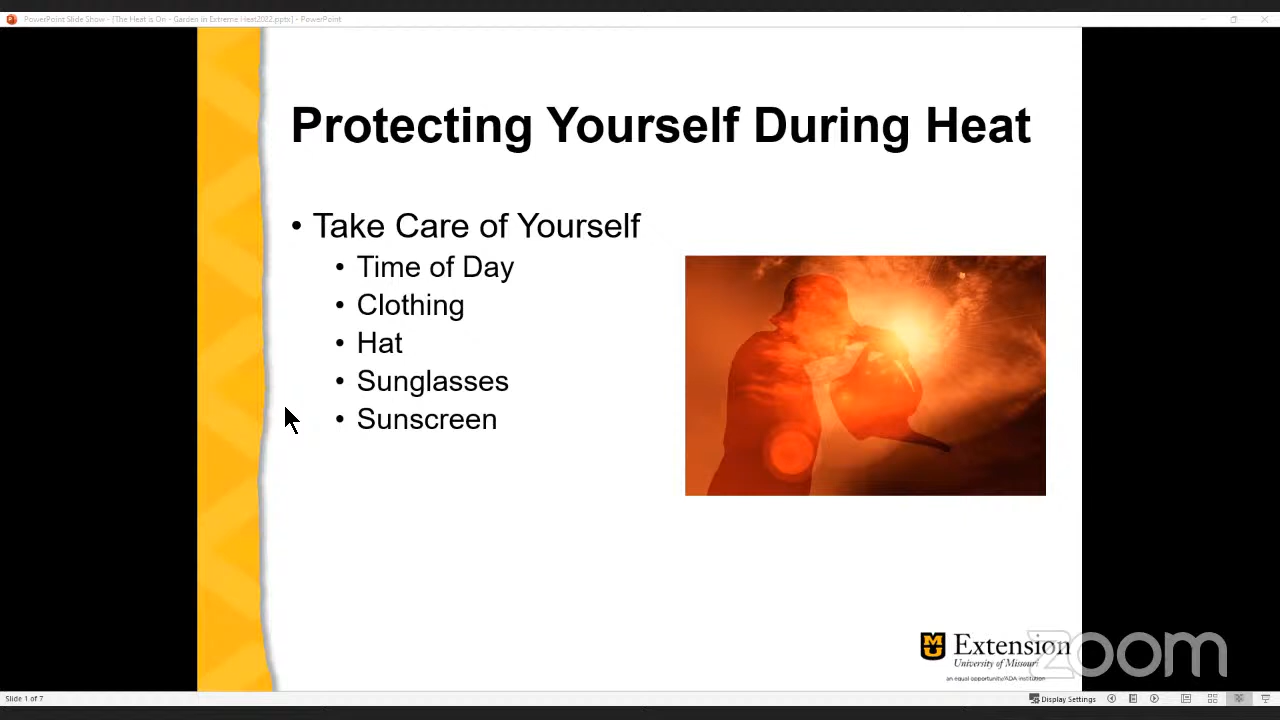 PowerPoint Slide Show - [The Heat is On - Garden in Extreme Heat2022.pptx] - PowerPoint
Protecting Yourself During Heat
• Take Care of Yourself
• Time of Day
• Clothing
• Hat
• Sunglasses
• Sunscreen
MU Extension
University of Missouri
an equal opportunity/ADA institution
zoom
Slide 1 of 7
Display Settings